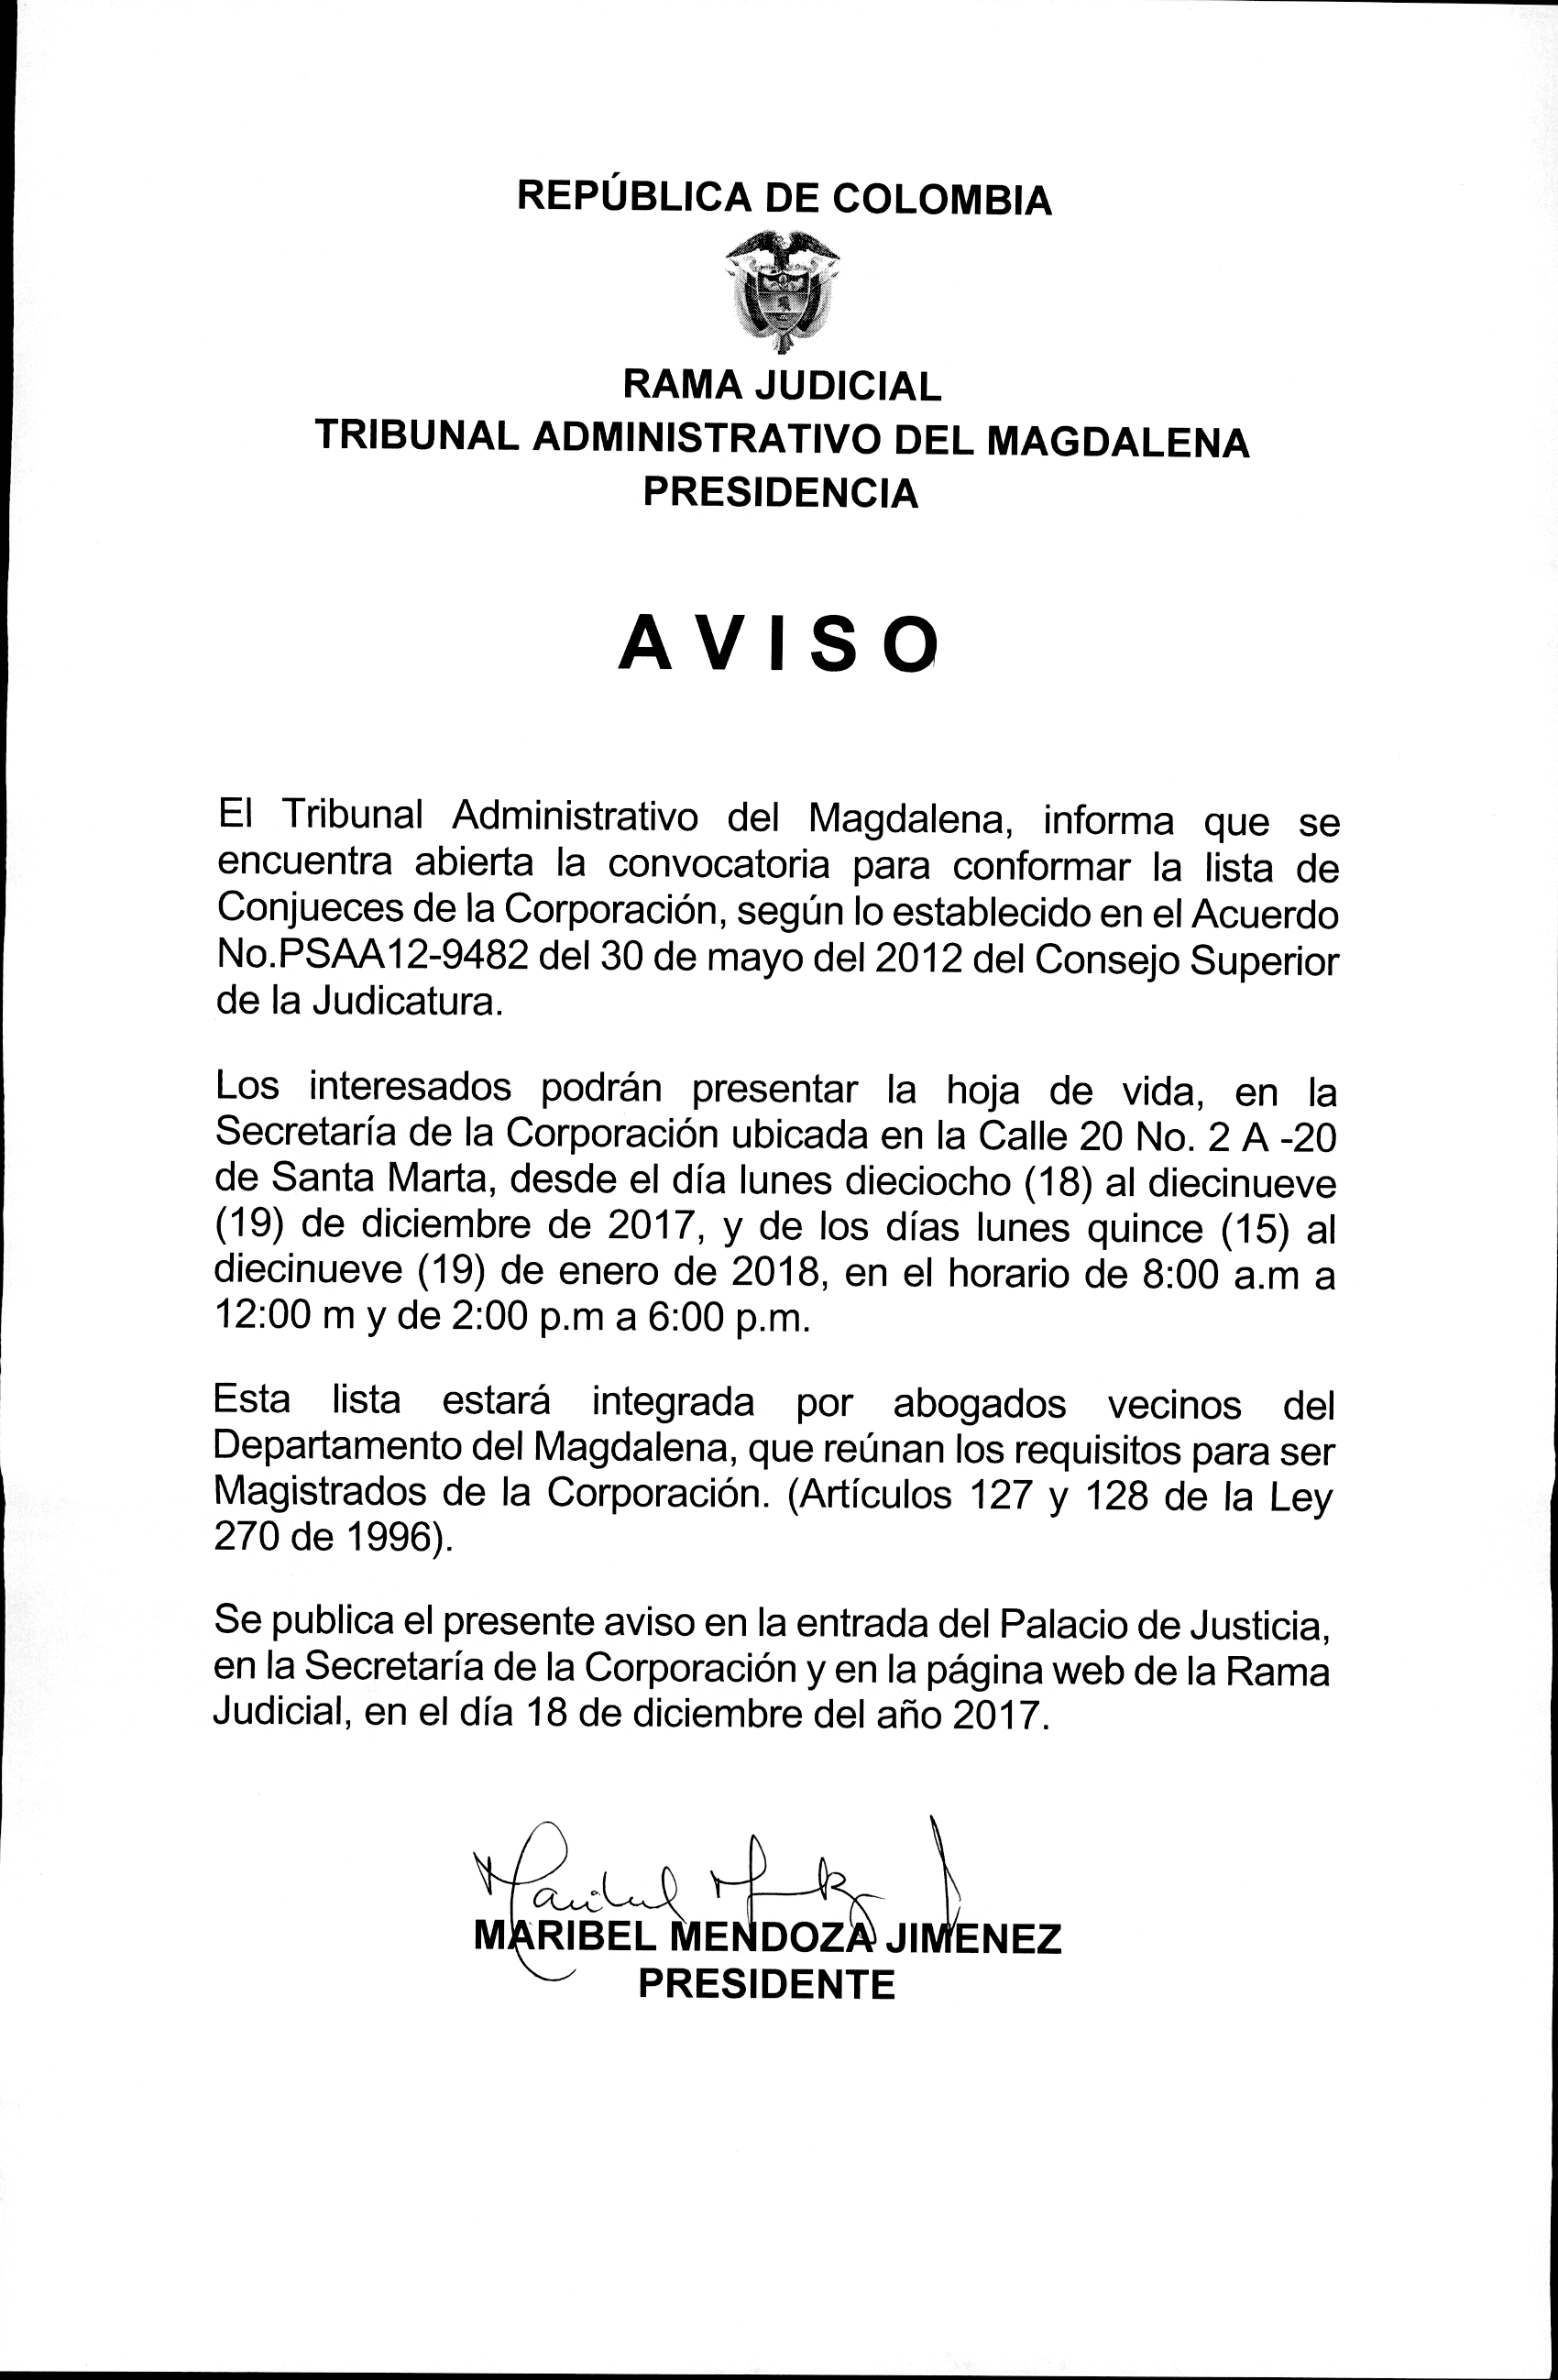 REPÚBLICA DE COLOMBIA
RAMA JUDICIAL
TRIBUNAL ADMINISTRATIVO DEL MAGDALENA
PRESIDENCIA
AVISO
El Tribunal Administrativo del Magdalena, informa que se
encuentra abierta la convocatoria para conformar la lista de
Conjueces de la Corporación, según lo establecido en el Acuerdo
No.PSAA12-9482 del 30 de mayo del 2012 del Consejo Superior
de la Judicatura.
Los interesados podrán presentar la hoja de vida, en la
Secretaría de la Corporación ubicada en la Calle 20 No. 2 A -20
de Santa Marta, desde el día lunes dieciocho (18) al diecinueve
(19) de diciembre de 2017, y de los días lunes quince (15) al
diecinueve (19) de enero de 2018, en el horario de 8:00 a.m a
12:00 m y de 2:00 p.m a 6:00 p.m.
Esta lista estará integrada por abogados vecinos del
Departamento del Magdalena, que reúnan los requisitos para ser
Magistrados de la Corporación. (Artículos 127 y 128 de la Ley
270 de 1996).
Se publica el presente aviso en la entrada del Palacio de Justicia,
en la Secretaría de la Corporación y en la página web de la Rama
Judicial, en el día 18 de diciembre del año 2017.
MARIBEL MENDOZA JIMENEZ
PRESIDENTE